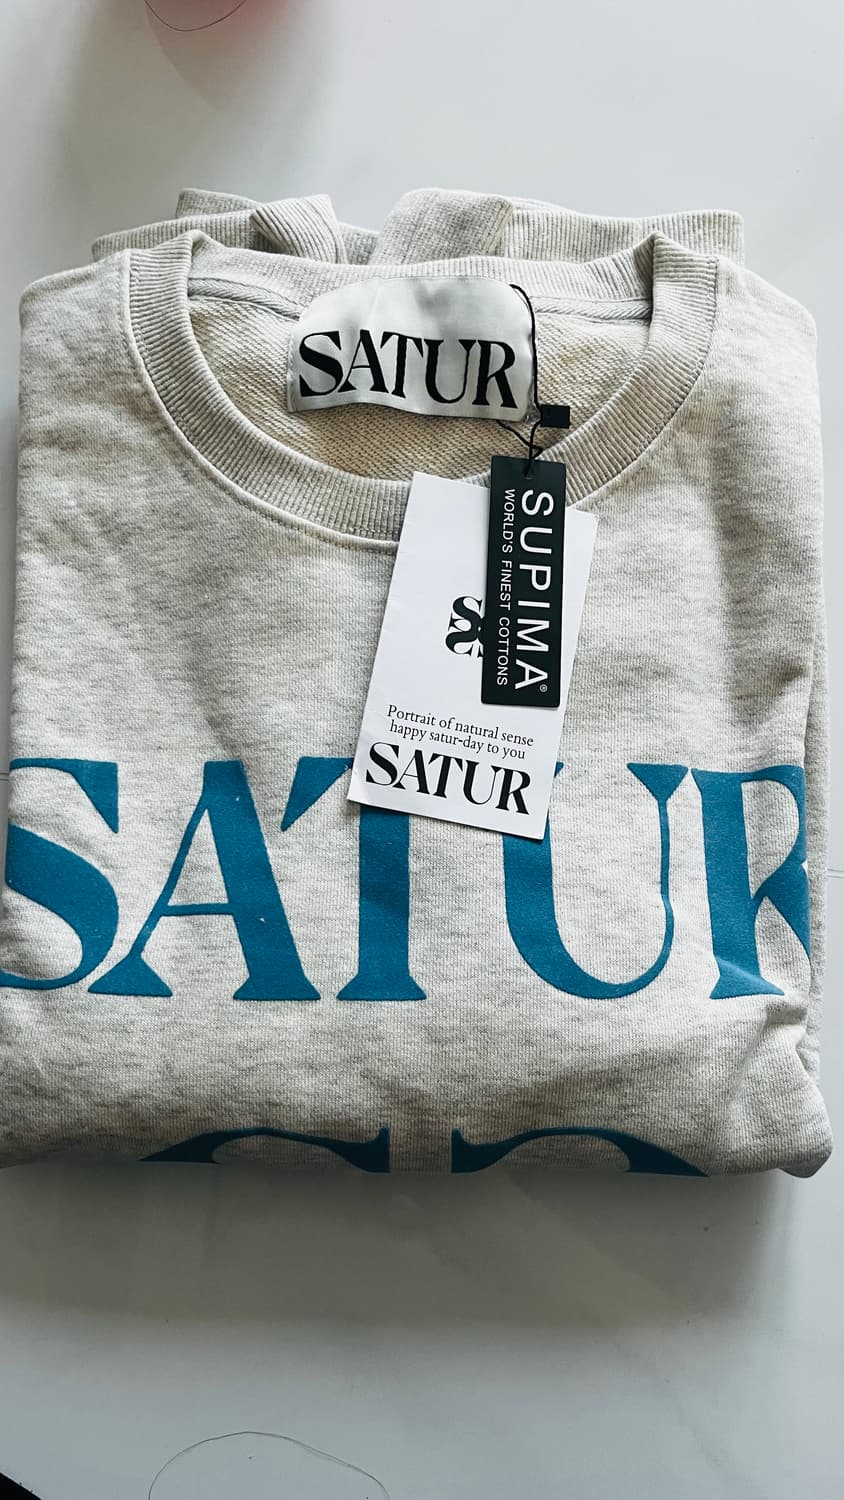 SATUR
SUPIMA®
WORLD'S FINEST COTTONS
Portrait of natural sense
happy satur-day to you
SATUR
SATUR